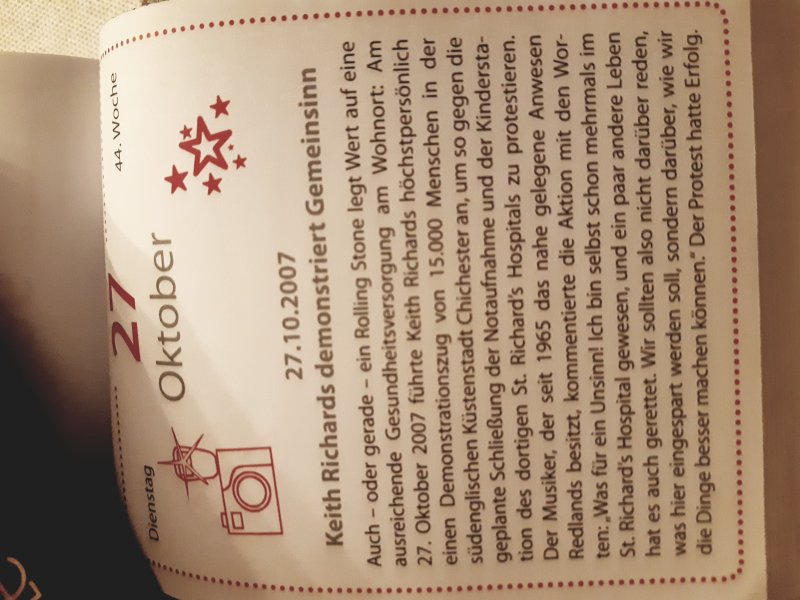 Dienstag
27
44. Woche
Oktober
27.10.2007
Keith Richards demonstriert Gemeinsinn
Auch – oder gerade – ein Rolling Stone legt Wert auf eine
ausreichende Gesundheitsversorgung am Wohnort: Am
27. Oktober 2007 führte Keith Richards höchstpersönlich
einen Demonstrationszug von 15.000 Menschen in der
südenglischen Küstenstadt Chichester an, um so gegen die
geplante Schließung der Notaufnahme und der Kindersta-
tion des dortigen St. Richard's Hospitals zu protestieren.
Der Musiker, der seit 1965 das nahe gelegene Anwesen
Redlands besitzt, kommentierte die Aktion mit den Wor-
ten: „Was für ein Unsinn! Ich bin selbst schon mehrmals im
St. Richard's Hospital gewesen, und ein paar andere Leben
hat es auch gerettet. Wir sollten also nicht darüber reden,
was hier eingespart werden soll, sondern darüber, wie wir
die Dinge besser machen können.“ Der Protest hatte Erfolg.